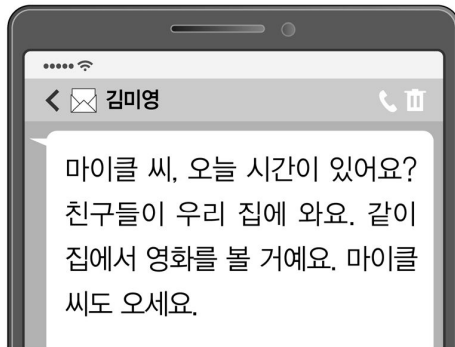 김미영
마이클 씨, 오늘 시간이 있어요?
친구들이 우리 집에 와요. 같이
집에서 영화를 볼 거예요. 마이클
씨도 오세요.